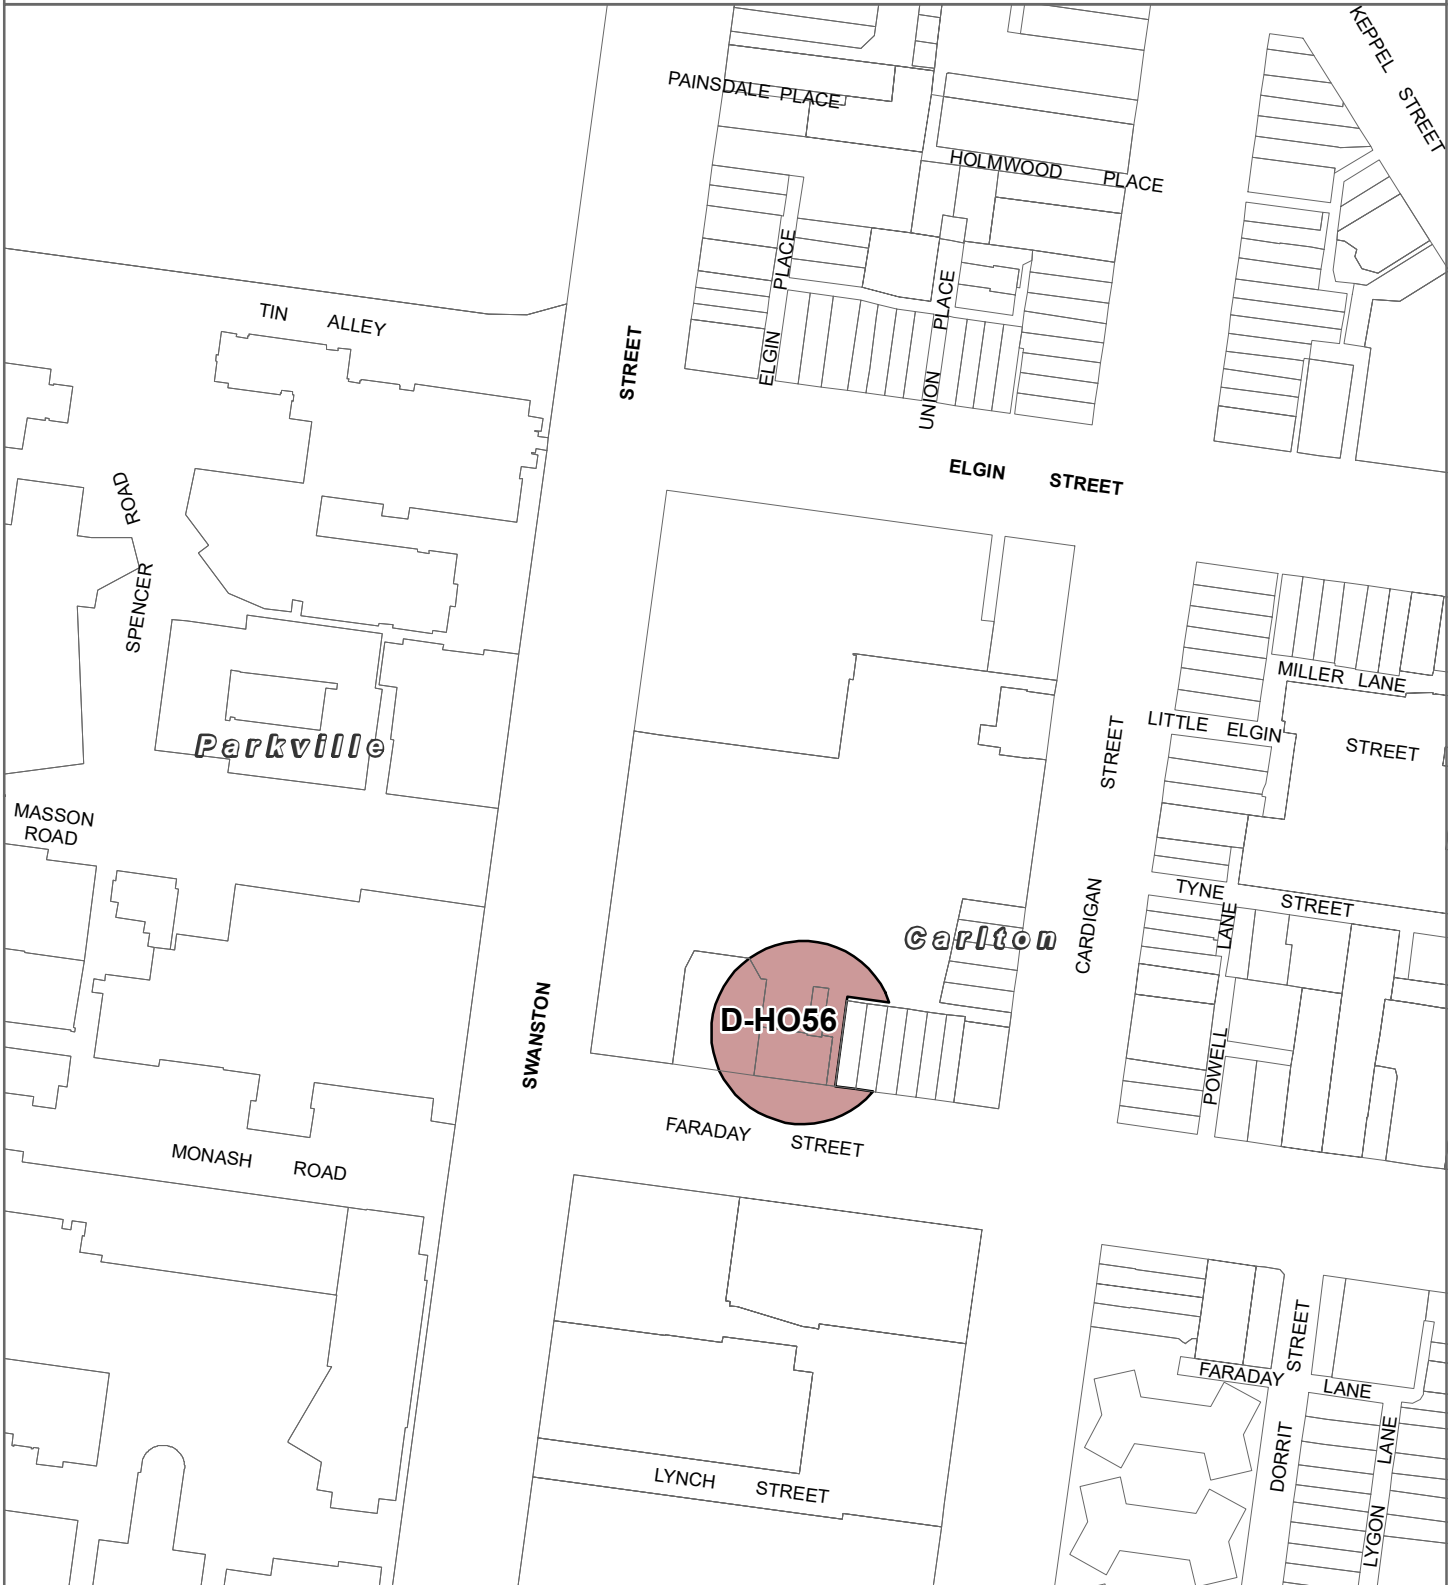 KEPPEL STREET
PAINSDALE PLACE
HOLMWOOD PLACE
ELGIN PLACE
UNION PLACE
TIN ALLEY
STREET
ELGIN STREET
SPENCER ROAD
MILLER LANE
LITTLE ELGIN STREET
Parkville
STREET
MASSON
ROAD
TYNE STREET
CARDIGAN
Carlton
LANE
POWELL
D-HO56
SWANSTON
FARADAY STREET
MONASH ROAD
STREET
DORRIT
FARADAY LANE
LANE
LYGON
LYNCH STREET